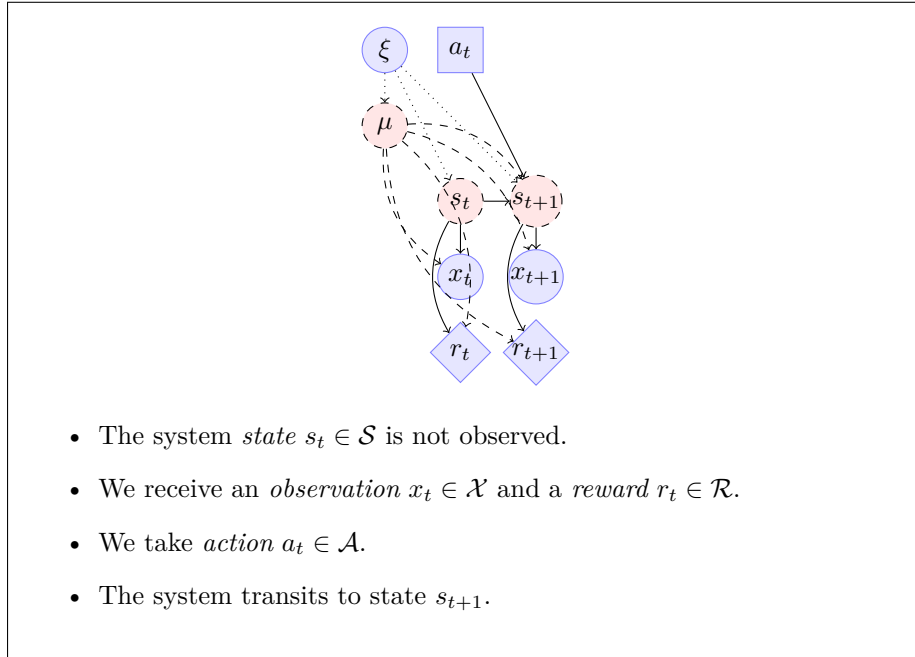 ξ
a_t
μ
s_t
s_{t+1}
x_t
x_{t+1}
r_t
r_{t+1}
• The system state s_t ∈ 𝒮 is not observed.
• We receive an observation x_t ∈ 𝒳 and a reward r_t ∈ ℛ.
• We take action a_t ∈ 𝒜.
• The system transits to state s_{t+1}.